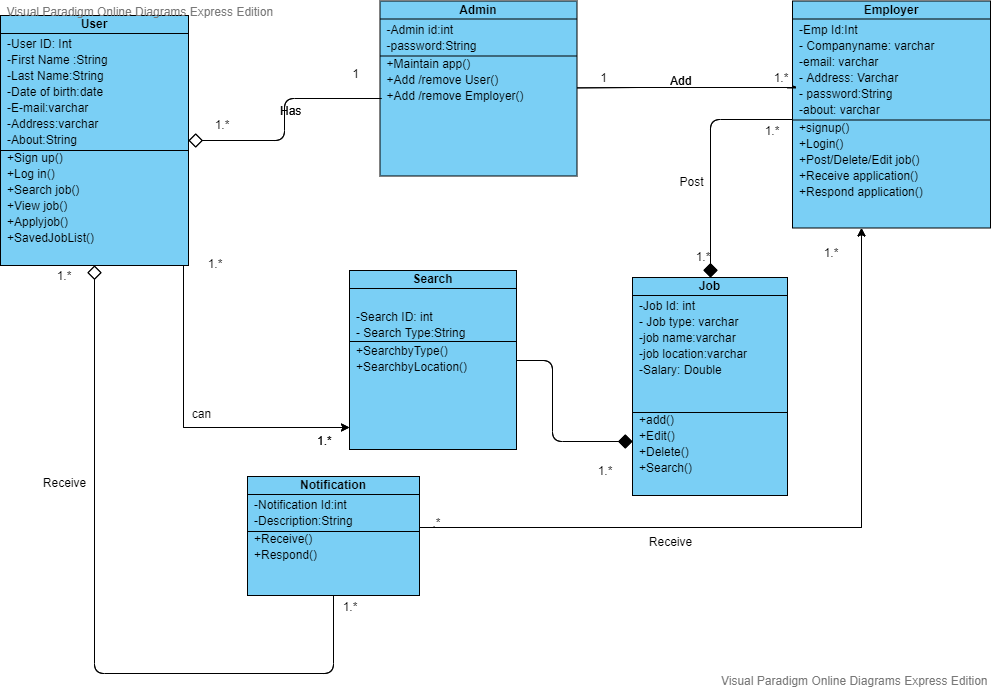 Visual Paradigm Online Diagrams Express Edition
User
-User ID: Int
-First Name :String
-Last Name:String
-Date of birth:date
-E-mail:varchar
-Address:varchar
-About:String
+Sign up()
+Log in()
+Search job()
+View job()
+Applyjob()
+SavedJobList()
1.*
Has
1
Admin
-Admin id:int
-password:String
+Maintain app()
+Add /remove User()
+Add /remove Employer()
1
Add
1.*
Employer
-Emp Id:Int
- Companyname: varchar
-email: varchar
- Address: Varchar
- password:String
-about: varchar
+signup()
+Login()
+Post/Delete/Edit job()
+Receive application()
+Respond application()
1.*
Post
1.*
1.*
1.*
1.*
Search
-Search ID: int
- Search Type:String
+SearchbyType()
+SearchbyLocation()
can
1.*
Job
-Job Id: int
- Job type: varchar
-job name:varchar
-job location:varchar
-Salary: Double
+add()
+Edit()
+Delete()
+Search()
1.*
Receive
Notification
-Notification Id:int
-Description:String
+Receive()
+Respond()
.*
Receive
1.*
Visual Paradigm Online Diagrams Express Edition